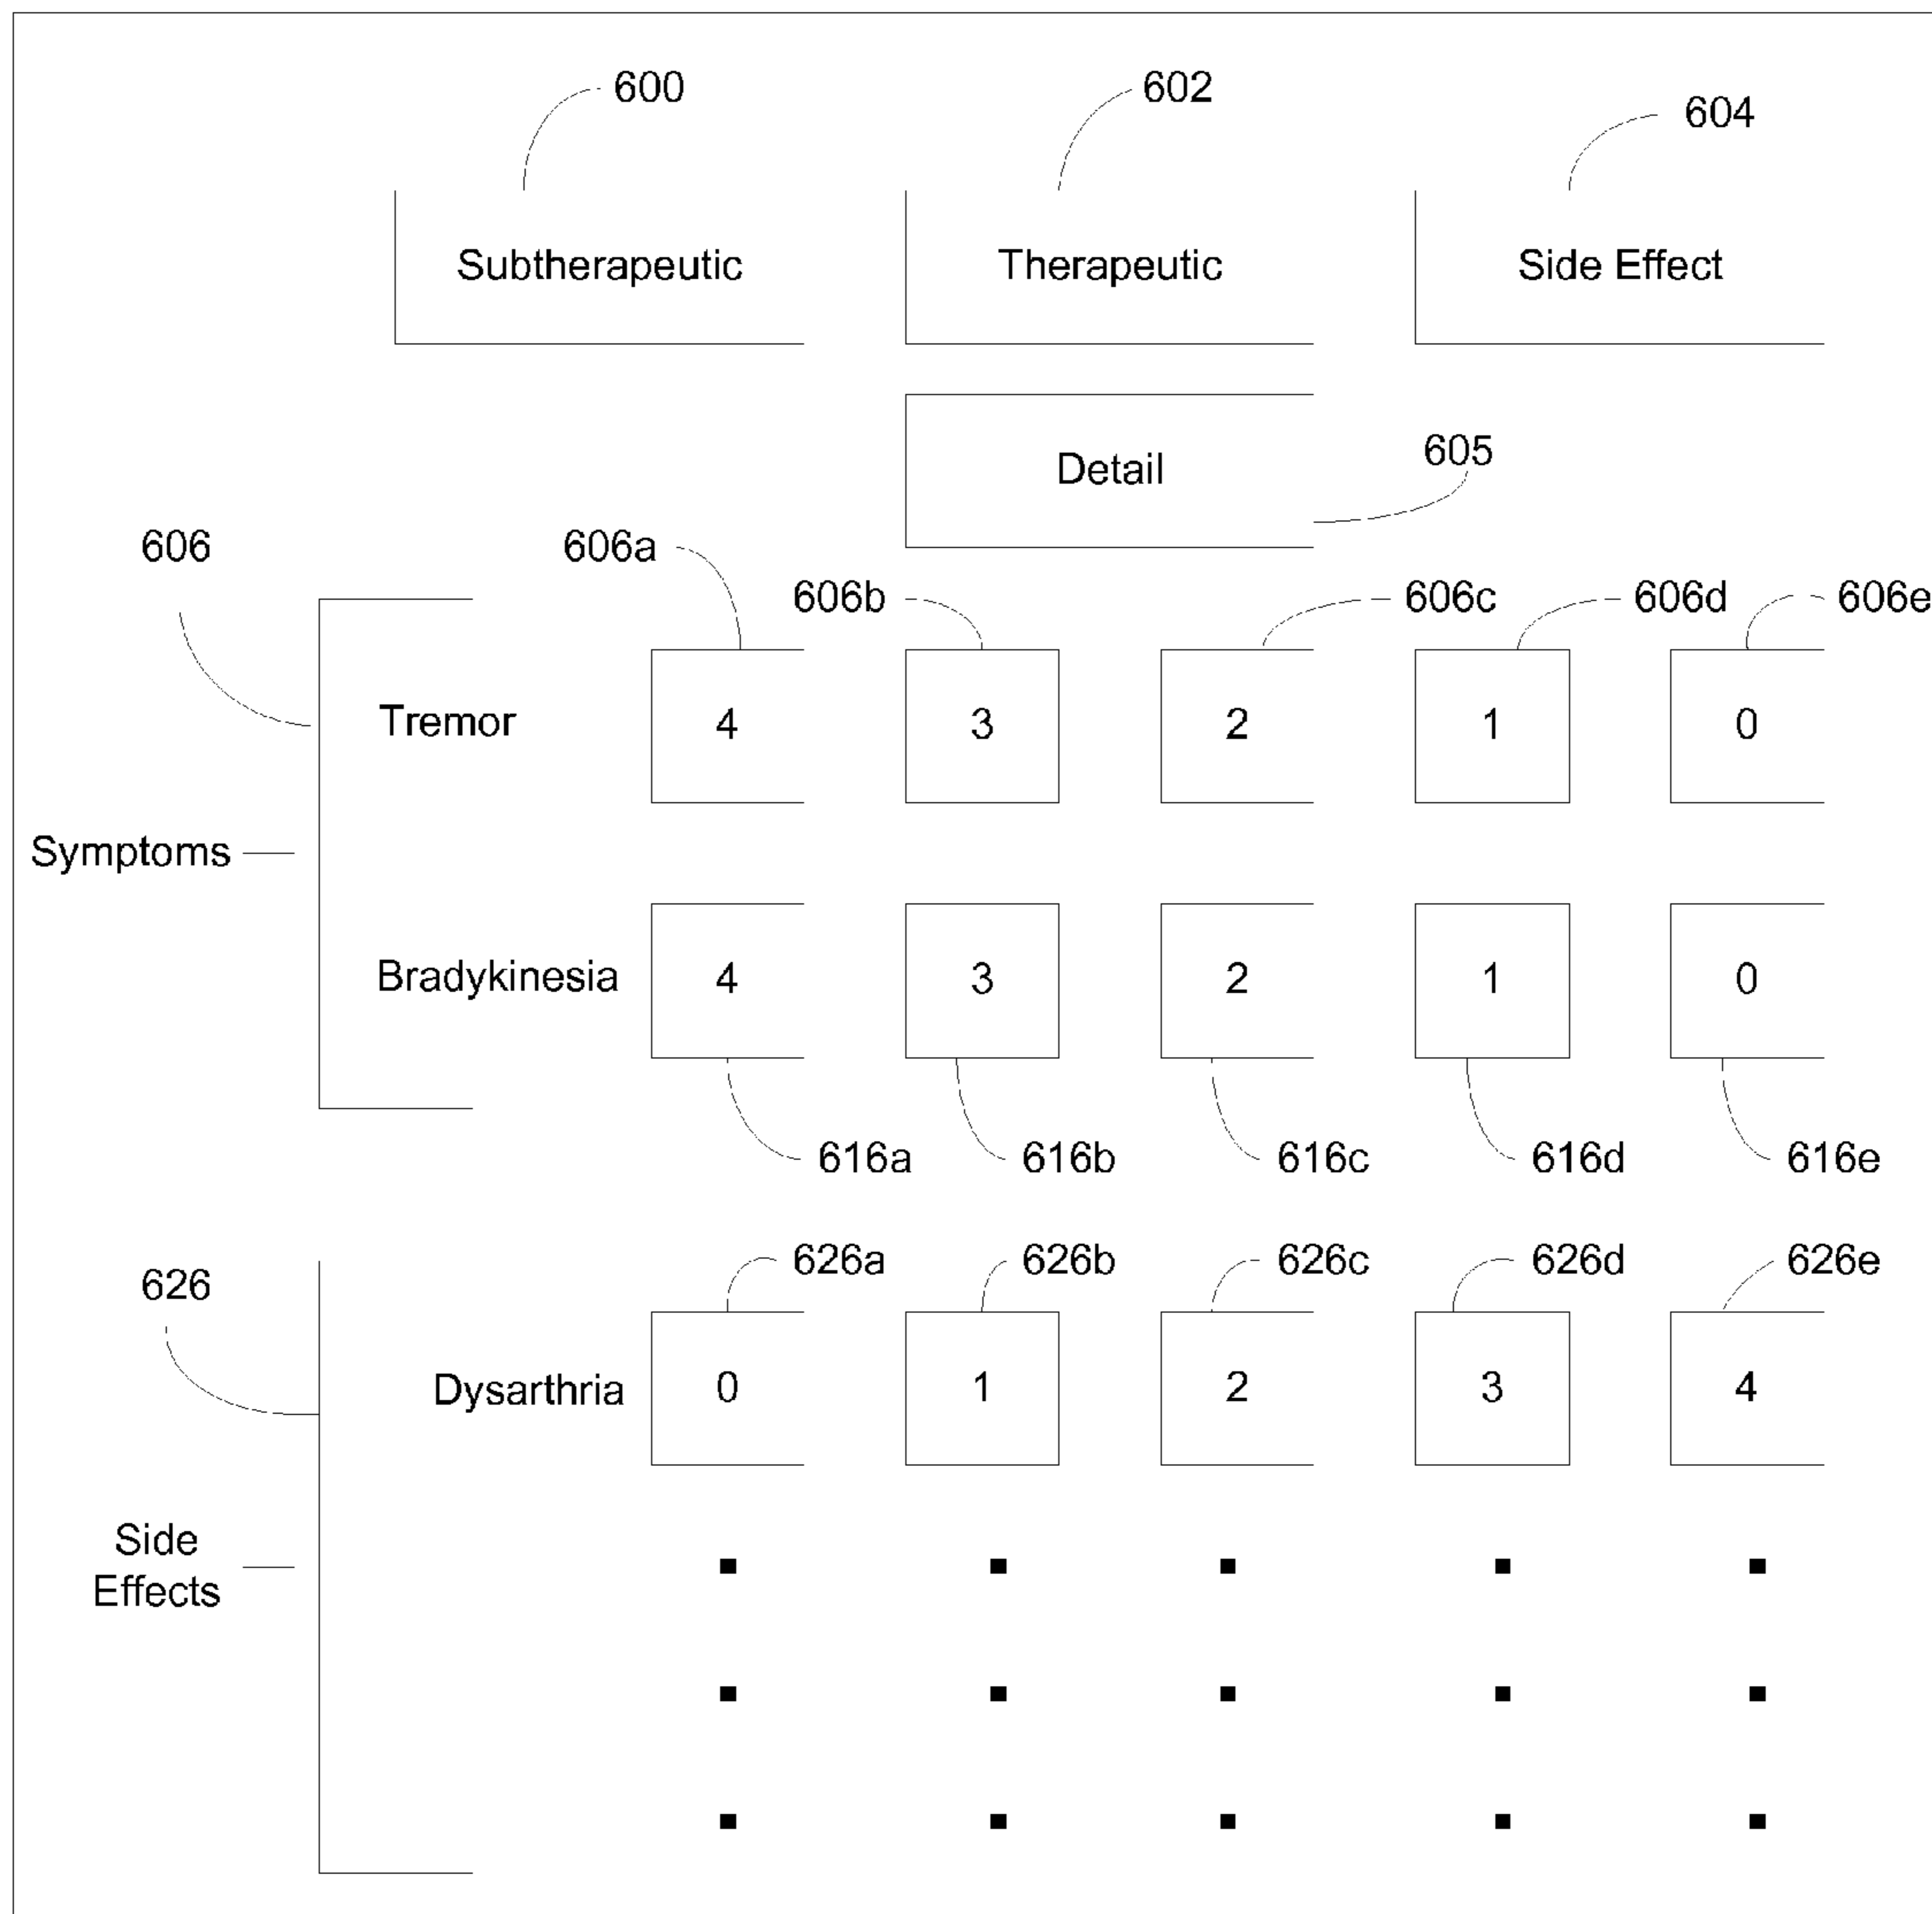 600
602
604
Subtherapeutic
Therapeutic
Side Effect
Detail
605
606
606a
606b
606c
606d
606e
Tremor
4
3
2
1
0
Symptoms
Bradykinesia
4
3
2
1
0
616a
616b
616c
616d
616e
626
626a
626b
626c
626d
626e
Dysarthria
0
1
2
3
4
Side
Effects